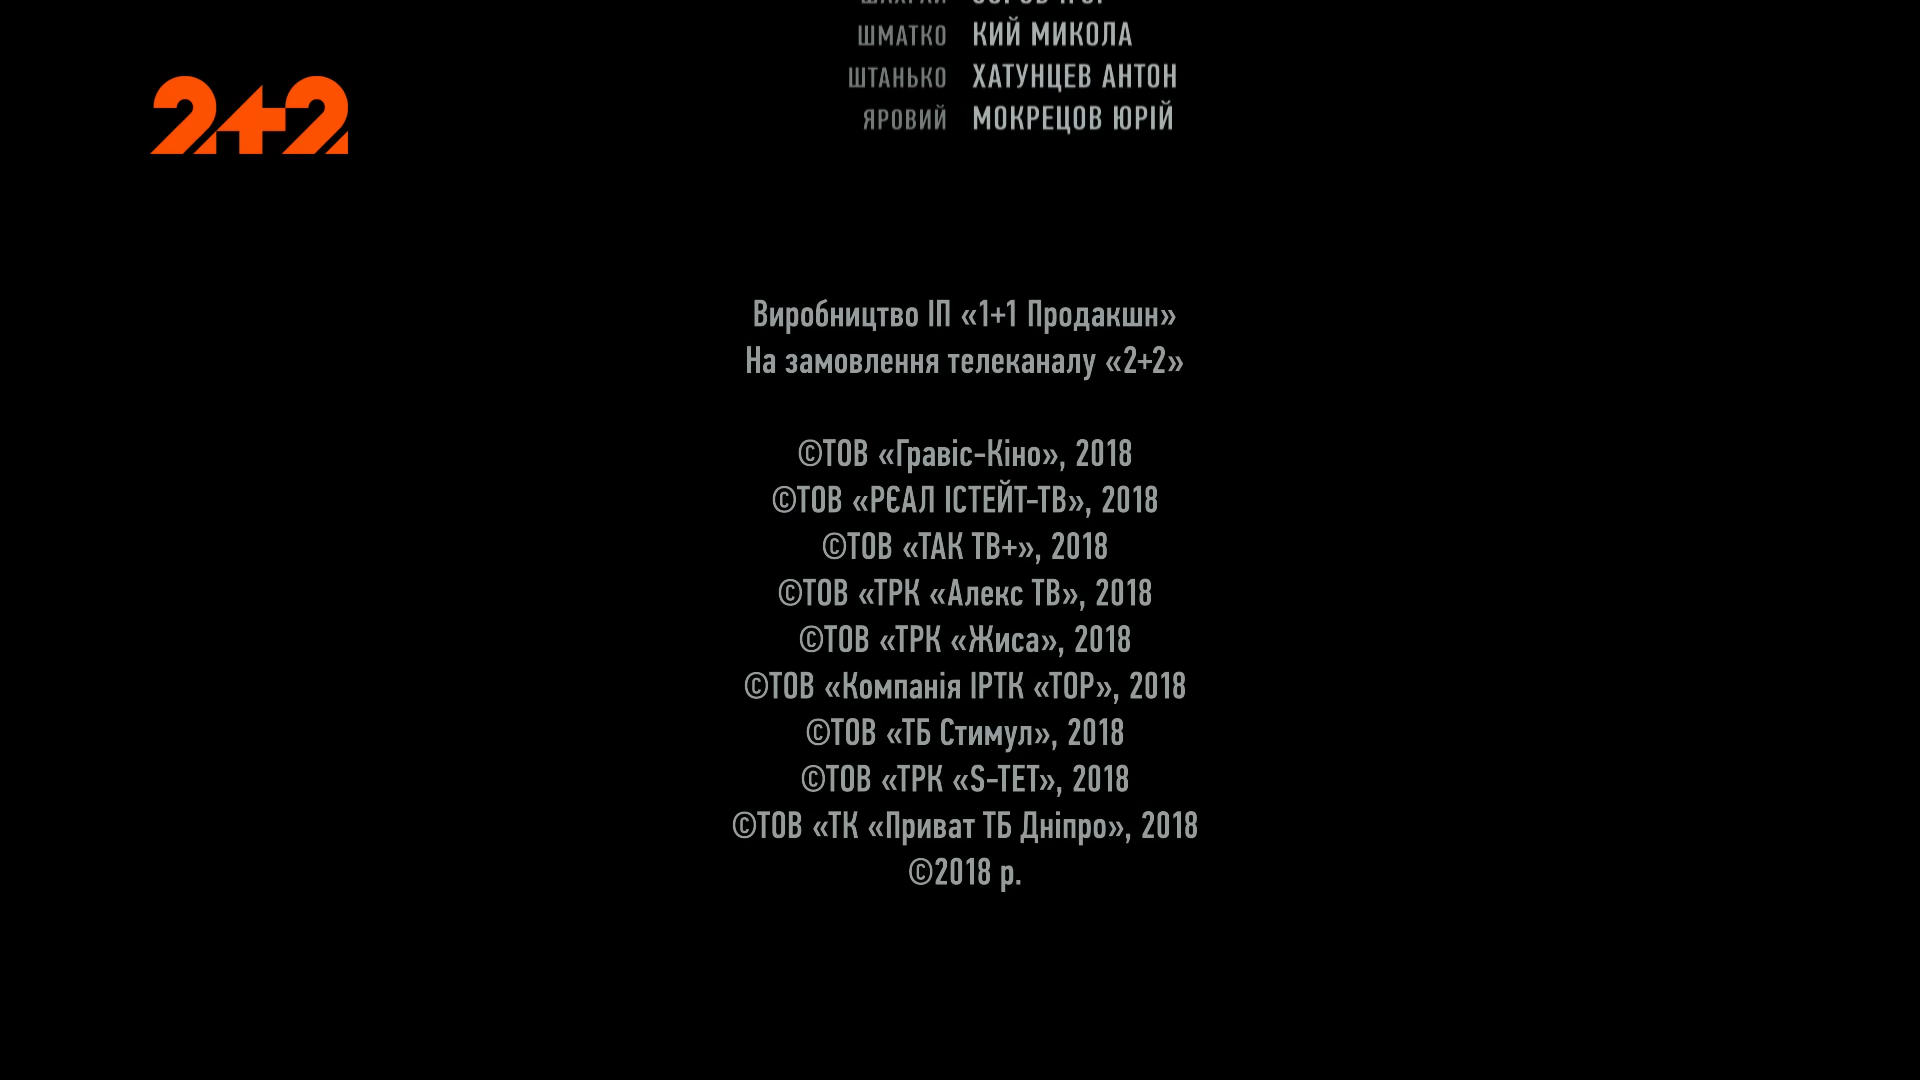 2+2
ШМАТКО КИЙ МИКОЛА
ШТАНЬКО ХАТУНЦЕВ АНТОН
ЯРОВИЙ МОКРЕЦОВ ЮРІЙ
Виробництво ІП «1+1 Продакшн»
На замовлення телеканалу «2+2»
©ТОВ «Гравіс-Кіно», 2018
©ТОВ «РЄАЛ ІСТЕЙТ-ТВ», 2018
©ТОВ «ТАК ТВ+», 2018
©ТОВ «ТРК «Алекс ТВ», 2018
©ТОВ «ТРК «Жиса», 2018
©ТОВ «Компанія ІРТК «ТОР», 2018
©ТОВ «ТБ Стимул», 2018
©ТОВ «ТРК «S-TET», 2018
©ТОВ «ТК «Приват ТБ Дніпро», 2018
©2018 р.